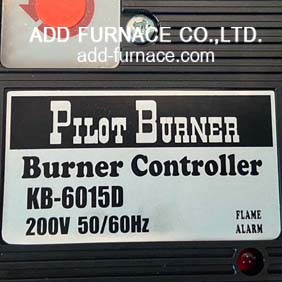 ADD FURNACE CO.,LTD.
add-furnace.com
PILOT BURNER
Burner Controller
KB-6015D
200V 50/60Hz
FLAME
ALARM